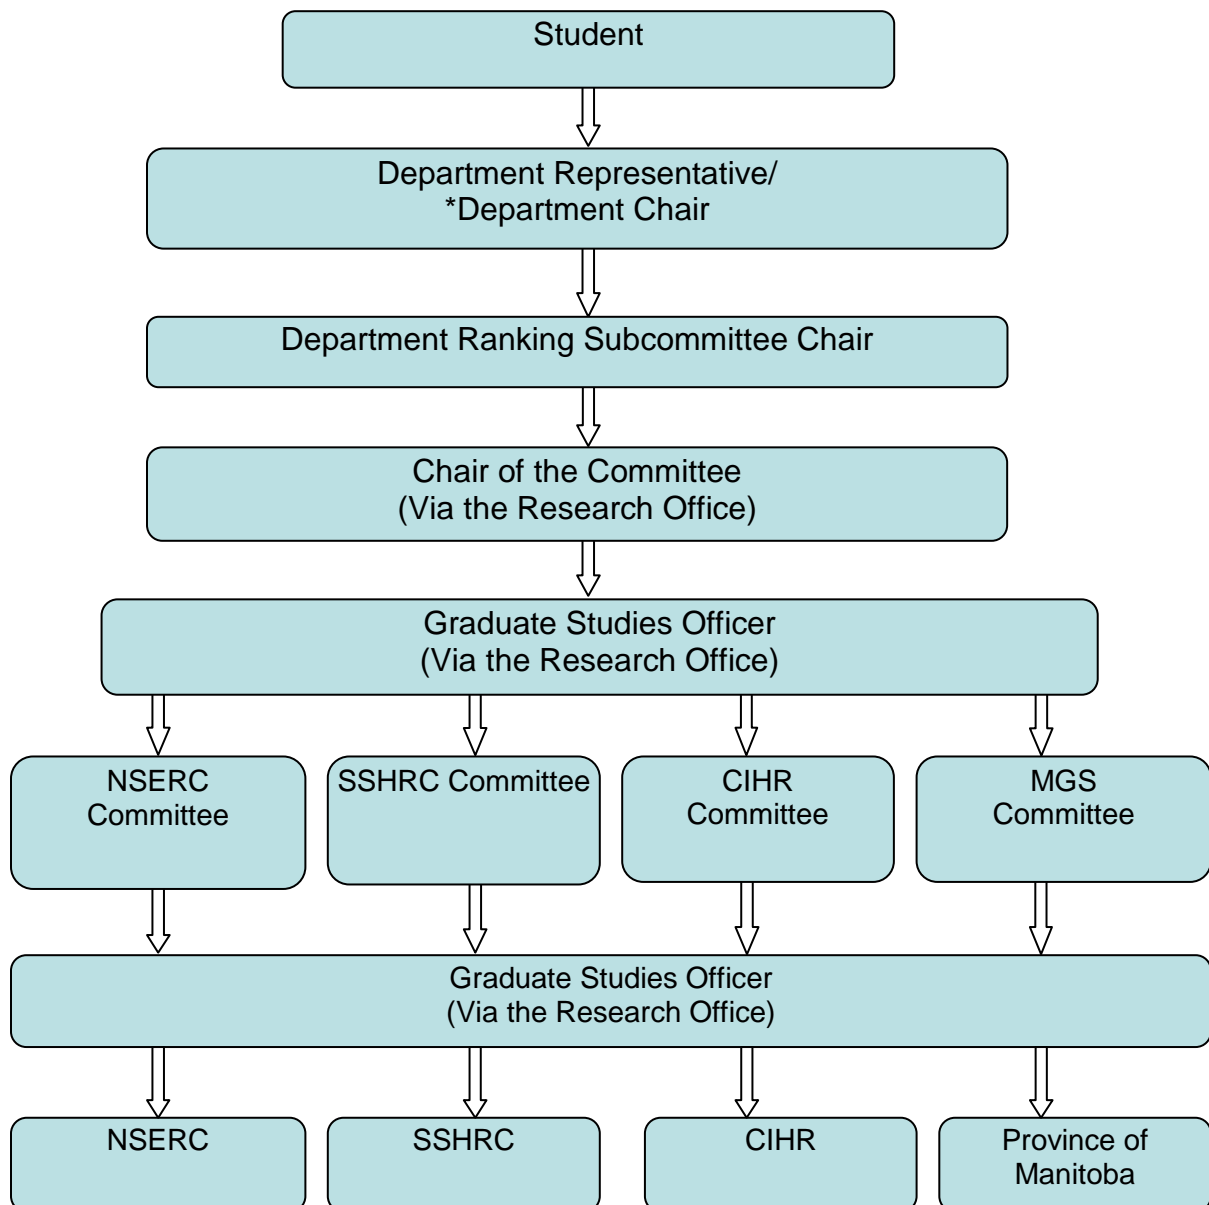 Student
Department Representative/
*Department Chair
Department Ranking Subcommittee Chair
Chair of the Committee
(Via the Research Office)
Graduate Studies Officer
(Via the Research Office)
NSERC
Committee
SSHRC Committee
CIHR
Committee
MGS
Committee
Graduate Studies Officer
(Via the Research Office)
NSERC
SSHRC
CIHR
Province of
Manitoba